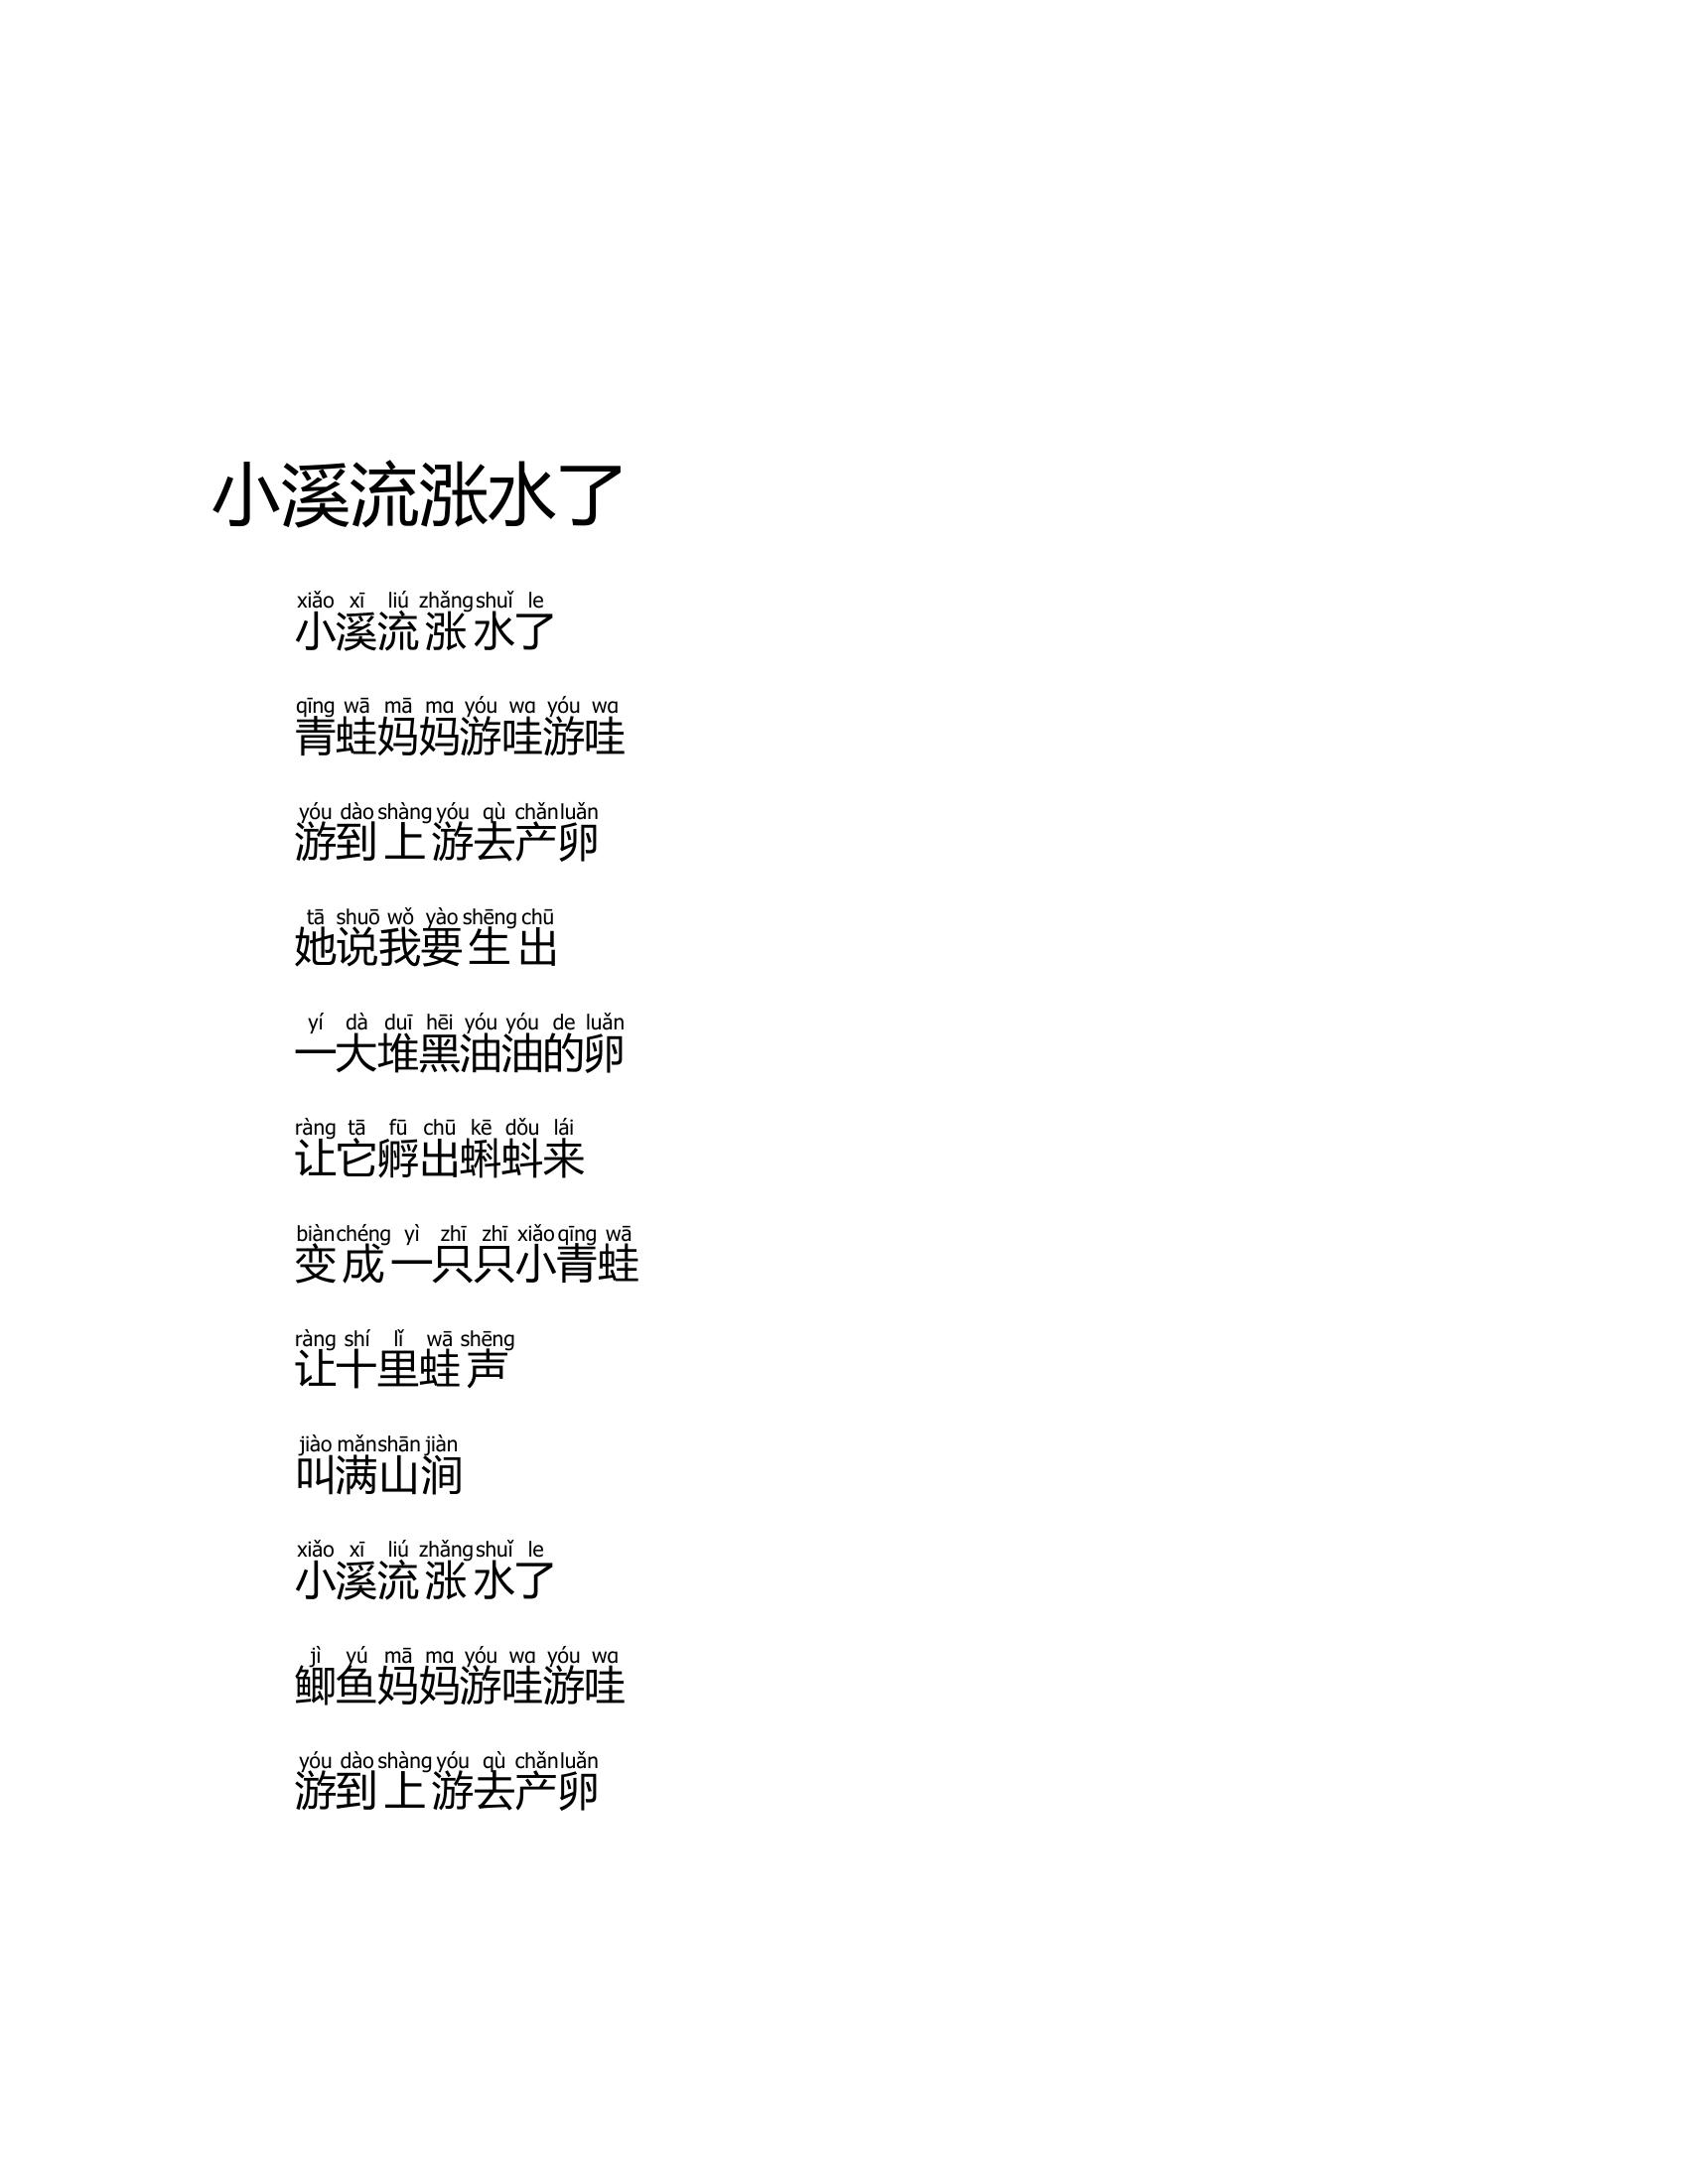 小溪流涨水了
xiǎo xī liú zhǎng shuǐ le
小溪流涨水了
qīng wā mā ma yóu wa yóu wa
青蛙妈妈游哇游哇
yóu dào shàng yóu qù chǎn luǎn
游到上游去产卵
tā shuō wǒ yào shēng chū
她说我要生出
yí dà duī hēi yóu yóu de luǎn
一大堆黑油油的卵
ràng tā fū chū kē dǒu lái
让它孵出蝌蚪来
biàn chéng yì zhī zhī xiǎo qīng wā
变成一只只小青蛙
ràng shí lǐ wā shēng
让十里蛙声
jiào mǎn shān jiàn
叫满山涧
xiǎo xī liú zhǎng shuǐ le
小溪流涨水了
jì yú mā ma yóu wa yóu wa
鲫鱼妈妈游哇游哇
yóu dào shàng yóu qù chǎn luǎn
游到上游去产卵